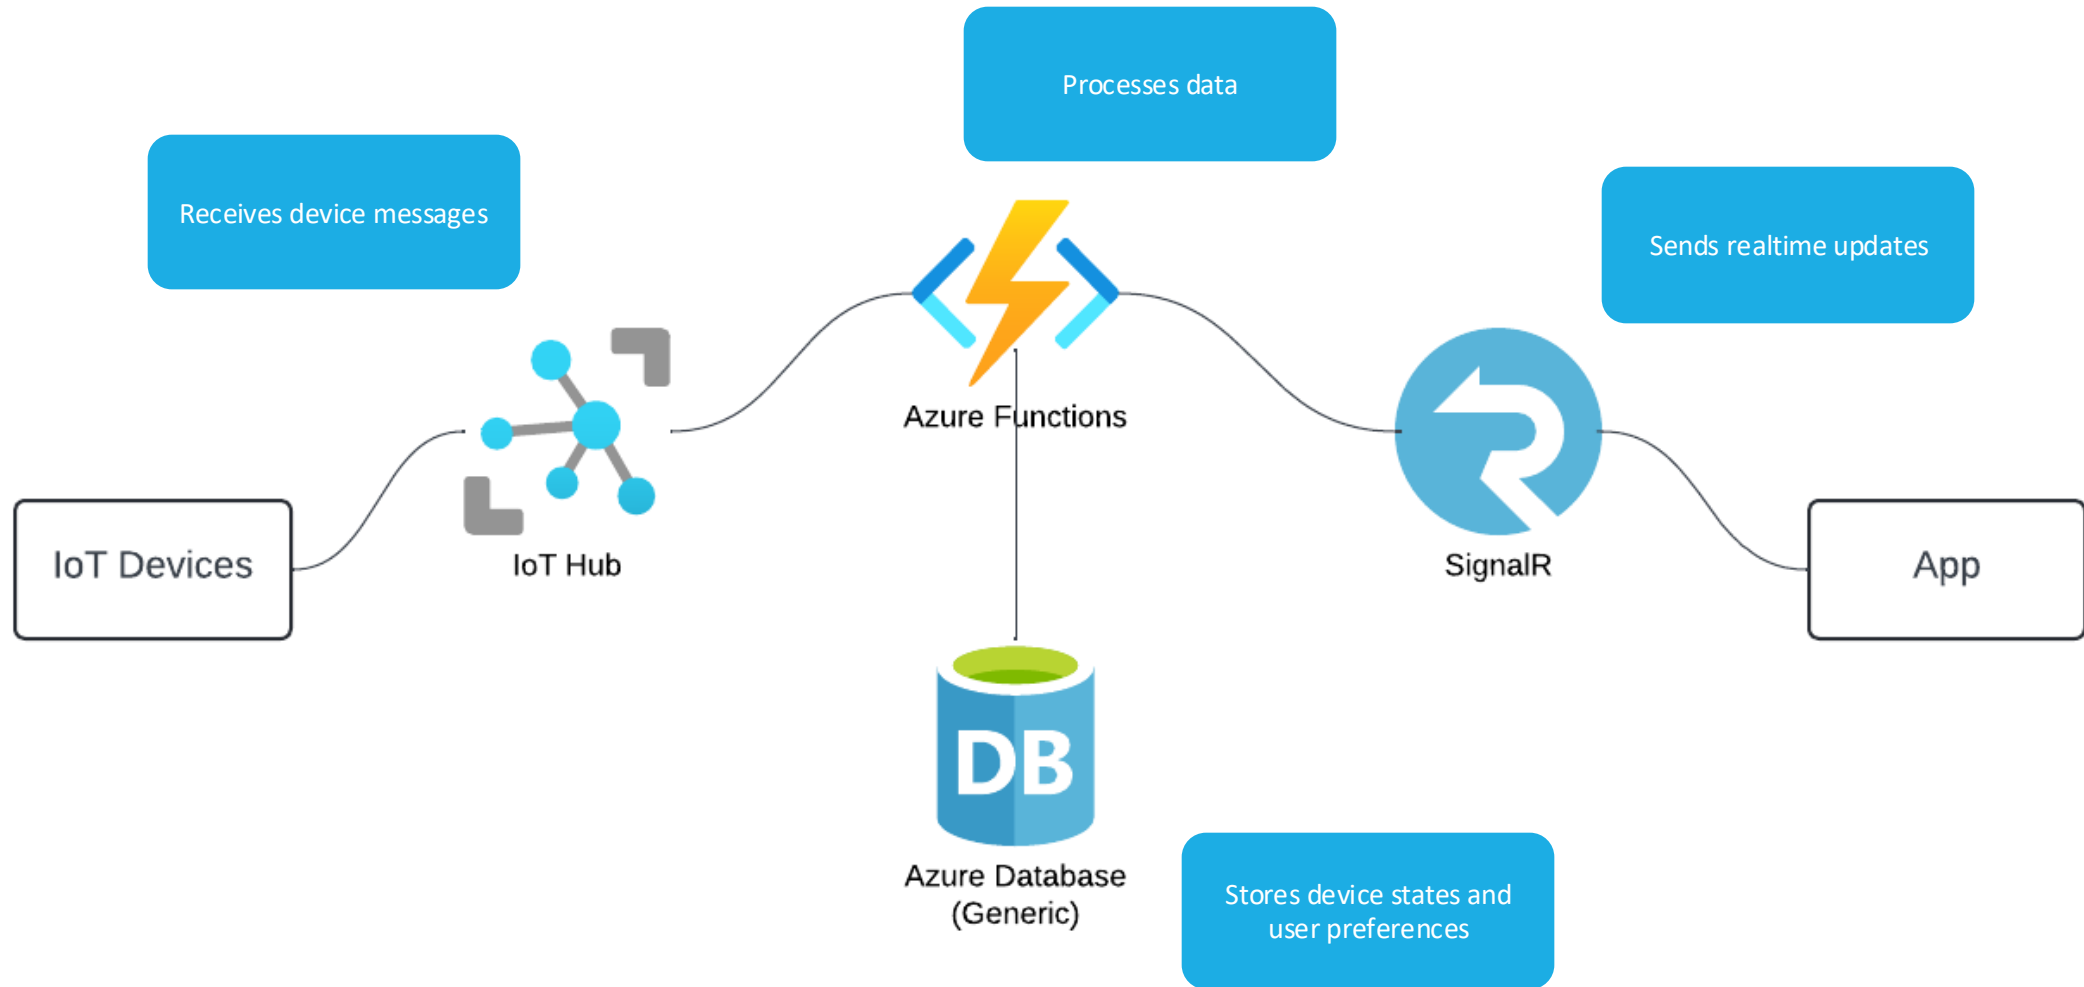 Processes data
Receives device messages
Sends realtime updates
Azure Functions
IoT Devices
IoT Hub
SignalR
App
DB
Azure Database
(Generic)
Stores device states and
user preferences